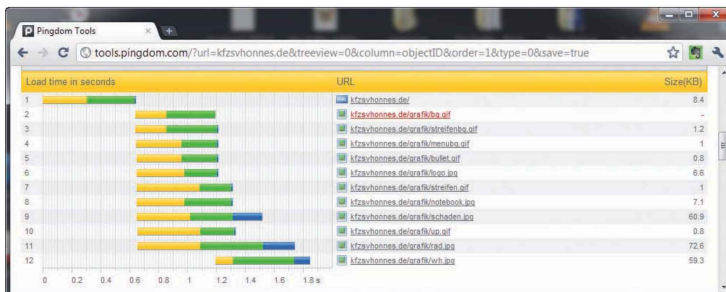 Pingdom Tools
tools.pingdom.com/?url=kfzsvhonnes.de&treeview=0&column=objectID&order=1&type=0&save=true
Load time in seconds URL Size(KB)
1 kfzsvhonnes.de/ 8.4
2 kfzsvhonnes.de/grafik/bg.gif -
3 kfzsvhonnes.de/grafik/streifenbg.gif 1.2
4 kfzsvhonnes.de/grafik/menubg.gif 1
5 kfzsvhonnes.de/grafik/bullet.gif 0.8
6 kfzsvhonnes.de/grafik/logo.jpg 6.6
7 kfzsvhonnes.de/grafik/streifen.gif 1
8 kfzsvhonnes.de/grafik/notebook.jpg 7.1
9 kfzsvhonnes.de/grafik/schaden.jpg 60.9
10 kfzsvhonnes.de/grafik/up.gif 0.8
11 kfzsvhonnes.de/grafik/rad.jpg 72.6
12 kfzsvhonnes.de/grafik/wh.jpg 59.3
0 0.2 0.4 0.6 0.8 1 1.2 1.4 1.6 1.8 s